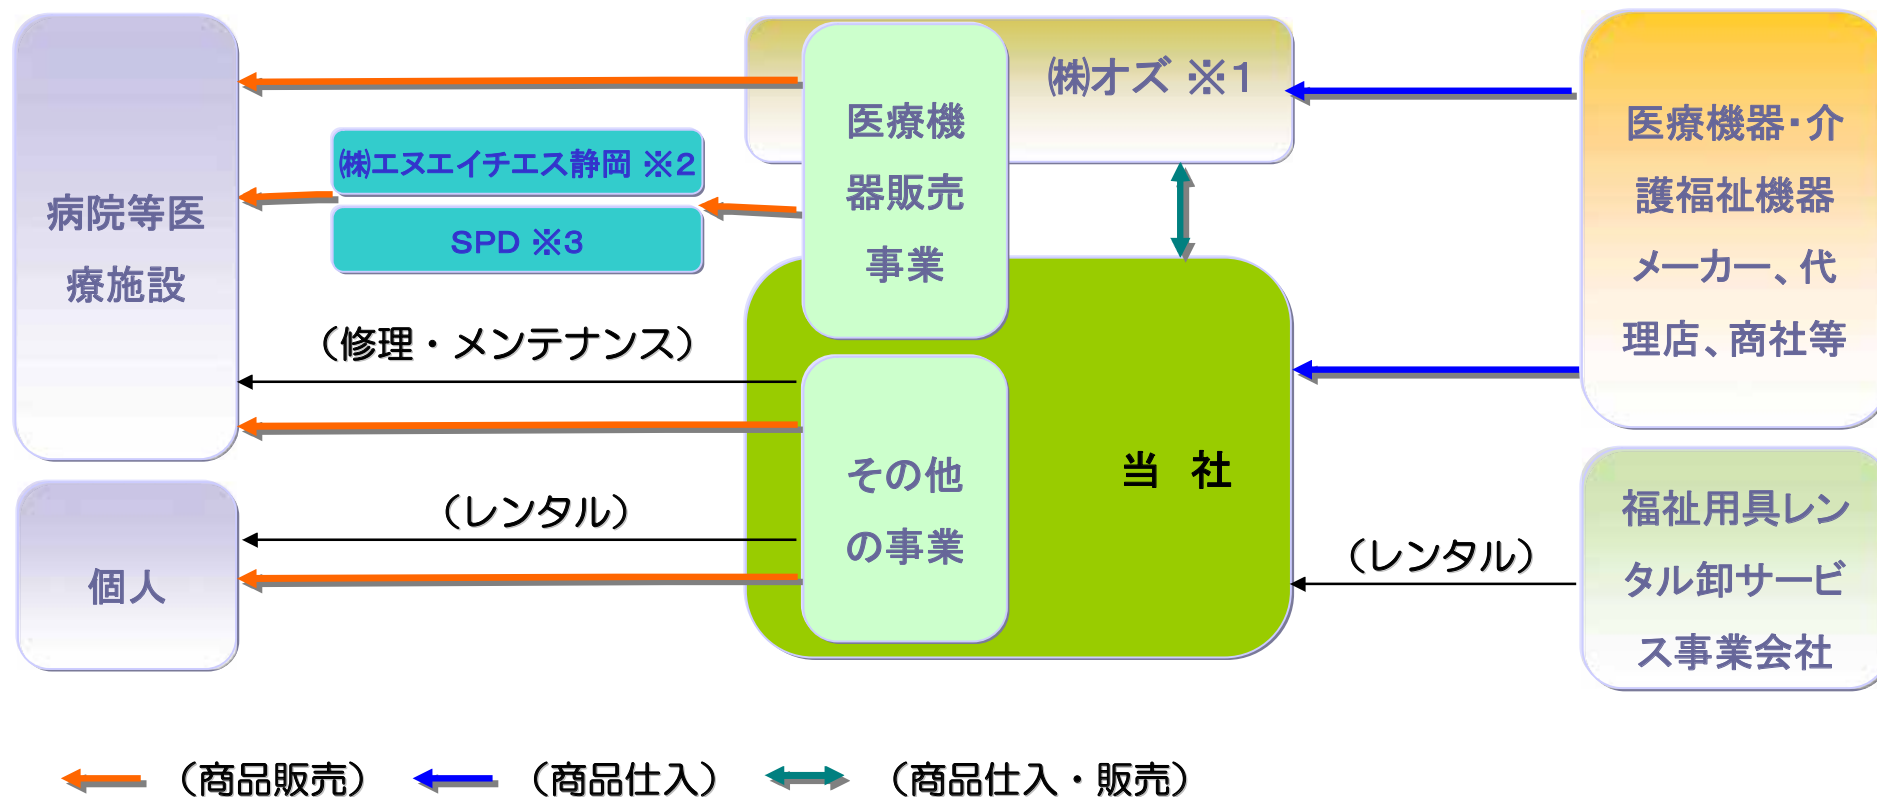 病院等医
療施設
個人
㈱エヌエイチエス静岡 ※2
SPD ※3
（修理・メンテナンス）
（レンタル）
㈱オズ ※1
医療機
器販売
事業
その他
の事業
当 社
（レンタル）
医療機器・介
護福祉機器
メーカー、代
理店、商社等
福祉用具レン
タル卸サービ
ス事業会社
（商品販売）
（商品仕入）
（商品仕入・販売）